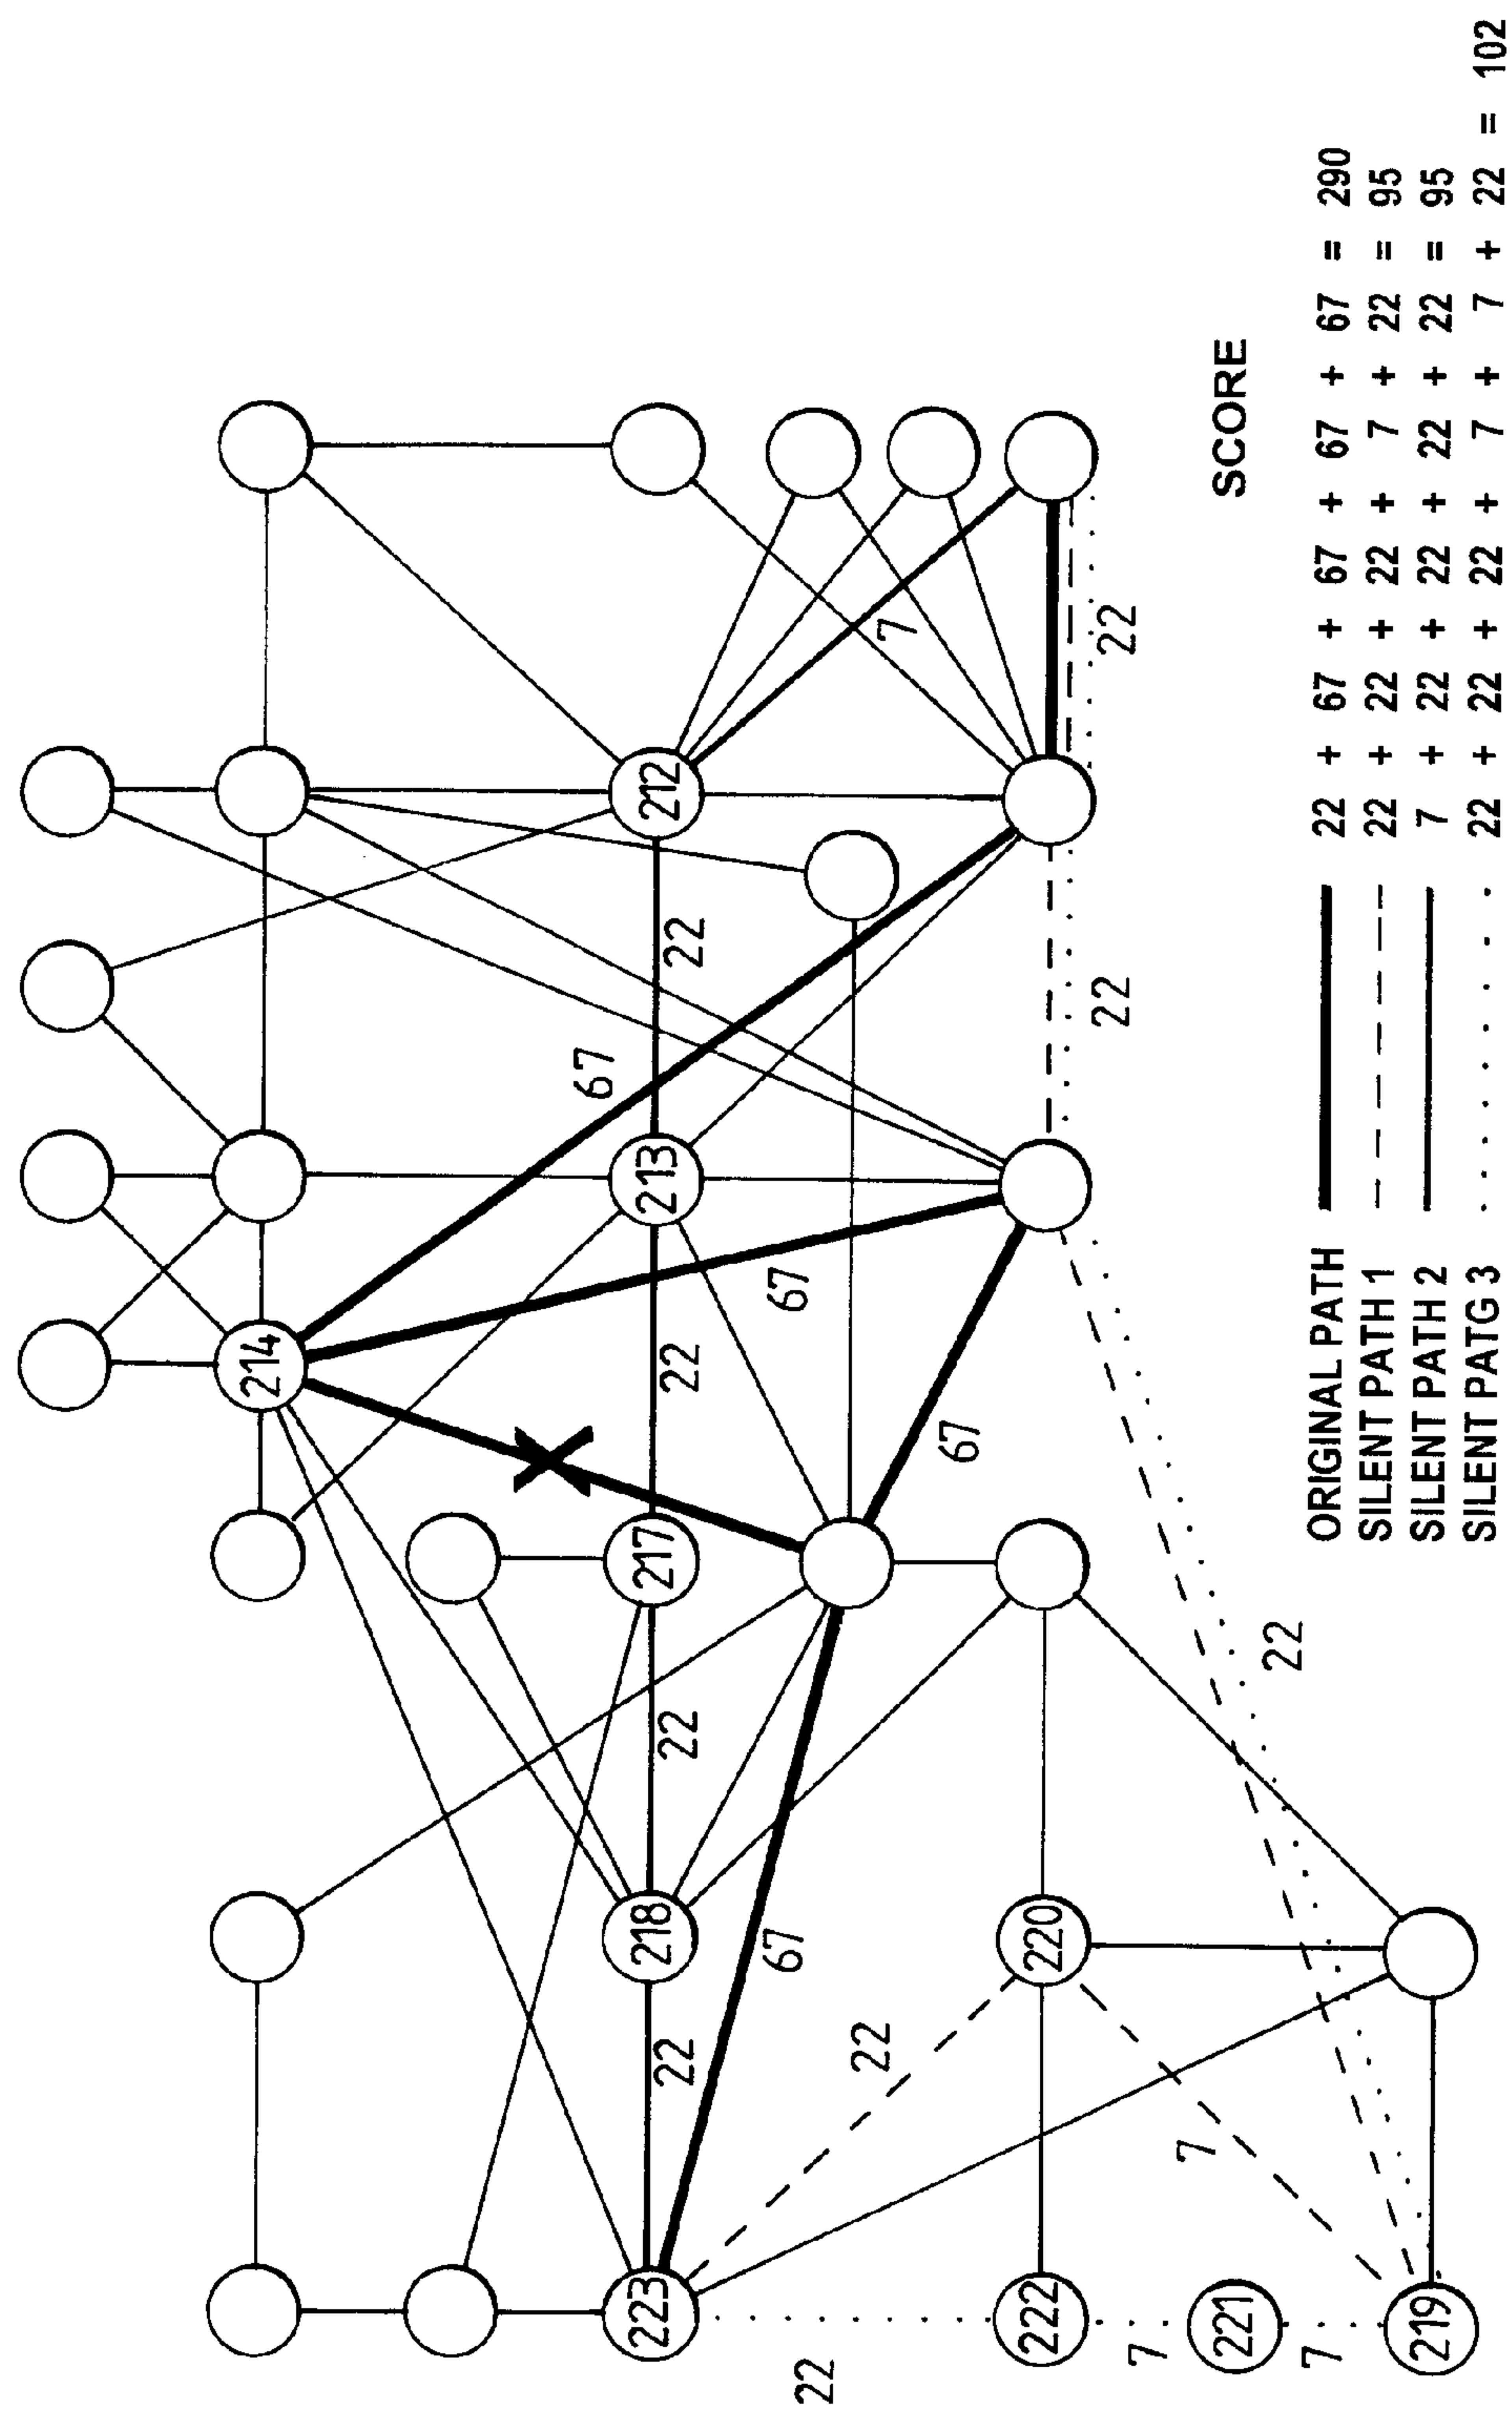 214
67
223 218 217 213 212
22 22 22 22
67 67
22
22
7
67
222 220
22 22
7
7
221
22
7
219
SCORE
ORIGINAL PATH 22 + 67 + 67 + 67 + 67 = 290
SILENT PATH 1 22 + 22 + 22 + 7 + 22 = 95
SILENT PATH 2 7 + 22 + 22 + 22 + 22 = 95
SILENT PATG 3 22 + 22 + 22 + 7 + 7 + 22 = 102